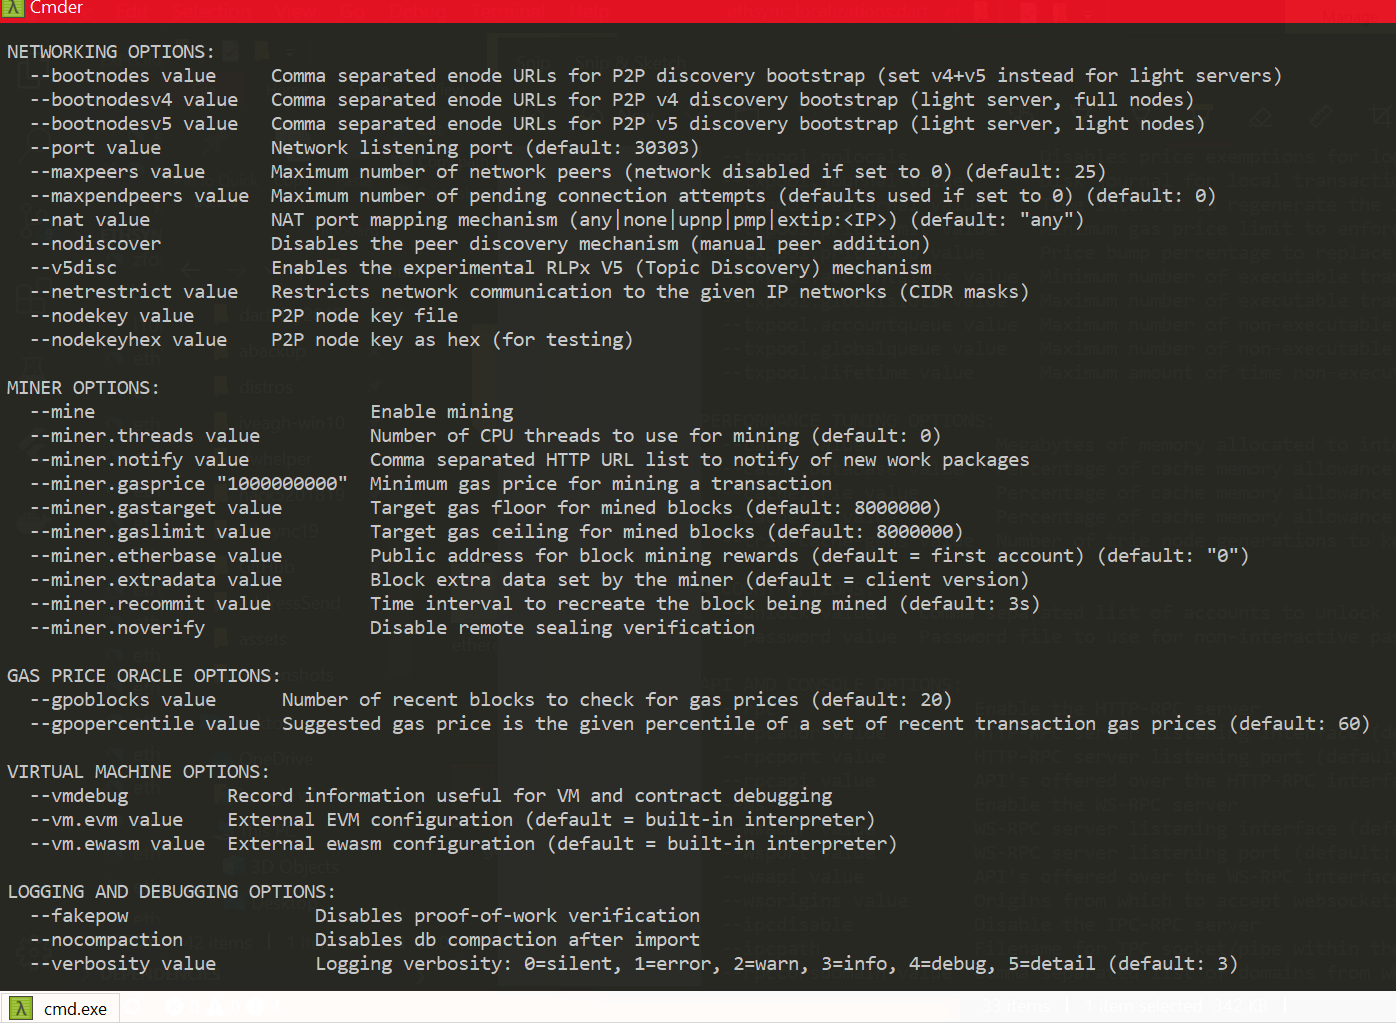 Cmder
NETWORKING OPTIONS:
--bootnodes value     Comma separated enode URLs for P2P discovery bootstrap (set v4+v5 instead for light servers)
--bootnodesv4 value   Comma separated enode URLs for P2P v4 discovery bootstrap (light server, full nodes)
--bootnodesv5 value   Comma separated enode URLs for P2P v5 discovery bootstrap (light server, light nodes)
--port value          Network listening port (default: 30303)
--maxpeers value      Maximum number of network peers (network disabled if set to 0) (default: 25)
--maxpendpeers value  Maximum number of pending connection attempts (defaults used if set to 0) (default: 0)
--nat value           NAT port mapping mechanism (any|none|upnp|pmp|extip:<IP>) (default: "any")
--nodiscover          Disables the peer discovery mechanism (manual peer addition)
--v5disc              Enables the experimental RLPx V5 (Topic Discovery) mechanism
--netrestrict value   Restricts network communication to the given IP networks (CIDR masks)
--nodekey value       P2P node key file
--nodekeyhex value    P2P node key as hex (for testing)
MINER OPTIONS:
--mine                         Enable mining
--miner.threads value          Number of CPU threads to use for mining (default: 0)
--miner.notify value           Comma separated HTTP URL list to notify of new work packages
--miner.gasprice "1000000000"  Minimum gas price for mining a transaction
--miner.gastarget value        Target gas floor for mined blocks (default: 8000000)
--miner.gaslimit value         Target gas ceiling for mined blocks (default: 8000000)
--miner.etherbase value        Public address for block mining rewards (default = first account) (default: "0")
--miner.extradata value        Block extra data set by the miner (default = client version)
--miner.recommit value         Time interval to recreate the block being mined (default: 3s)
--miner.noverify               Disable remote sealing verification
GAS PRICE ORACLE OPTIONS:
--gpoblocks value      Number of recent blocks to check for gas prices (default: 20)
--gpopercentile value  Suggested gas price is the given percentile of a set of recent transaction gas prices (default: 60)
VIRTUAL MACHINE OPTIONS:
--vmdebug         Record information useful for VM and contract debugging
--vm.evm value    External EVM configuration (default = built-in interpreter)
--vm.ewasm value  External ewasm configuration (default = built-in interpreter)
LOGGING AND DEBUGGING OPTIONS:
--fakepow                 Disables proof-of-work verification
--nocompaction            Disables db compaction after import
--verbosity value         Logging verbosity: 0=silent, 1=error, 2=warn, 3=info, 4=debug, 5=detail (default: 3)
cmd.exe